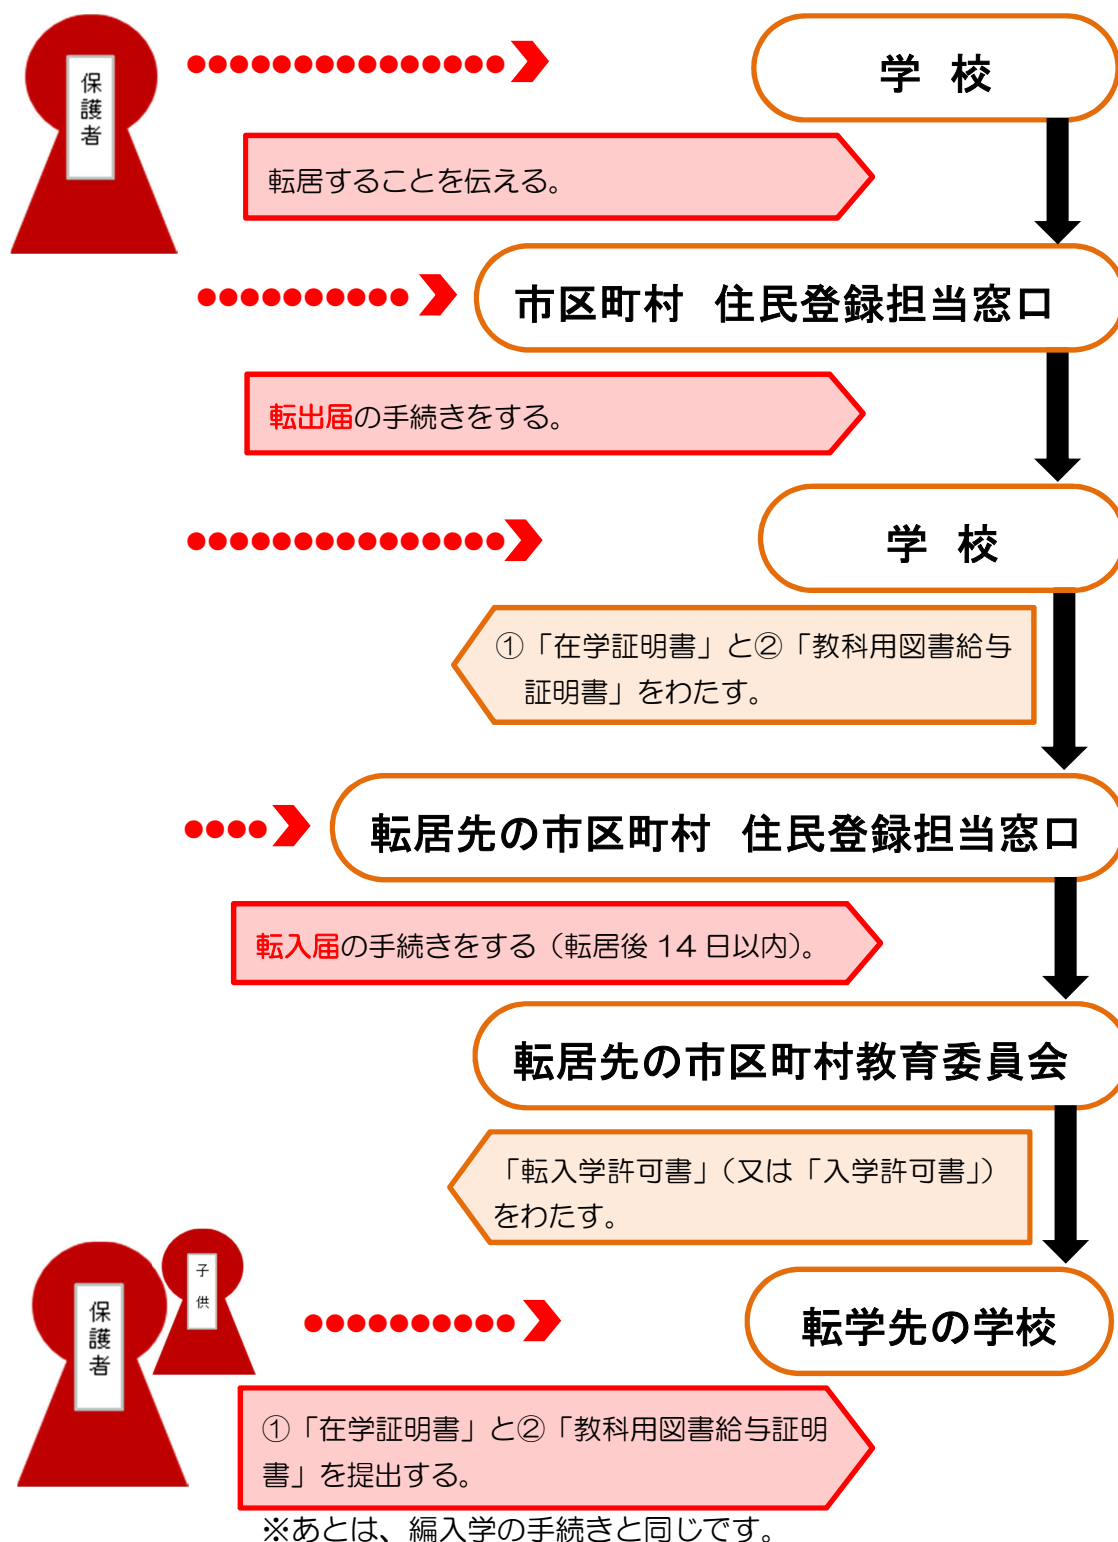 保護者
学 校
転居することを伝える。
市区町村 住民登録担当窓口
転出届の手続きをする。
学 校
①「在学証明書」と②「教科用図書給与
証明書」をわたす。
転居先の市区町村 住民登録担当窓口
転入届の手続きをする（転居後 14 日以内）。
転居先の市区町村教育委員会
「転入学許可書」（又は「入学許可書」）
をわたす。
子供
保護者
転学先の学校
①「在学証明書」と②「教科用図書給与証明
書」を提出する。
※あとは、編入学の手続きと同じです。